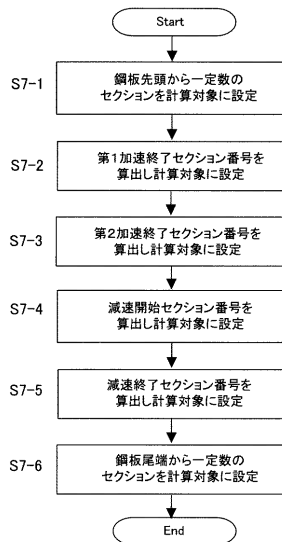 Start
S7-1
鋼板先頭から一定数の
セクションを計算対象に設定
S7-2
第1加速終了セクション番号を
算出し計算対象に設定
S7-3
第2加速終了セクション番号を
算出し計算対象に設定
S7-4
減速開始セクション番号を
算出し計算対象に設定
S7-5
減速終了セクション番号を
算出し計算対象に設定
S7-6
鋼板尾端から一定数の
セクションを計算対象に設定
End